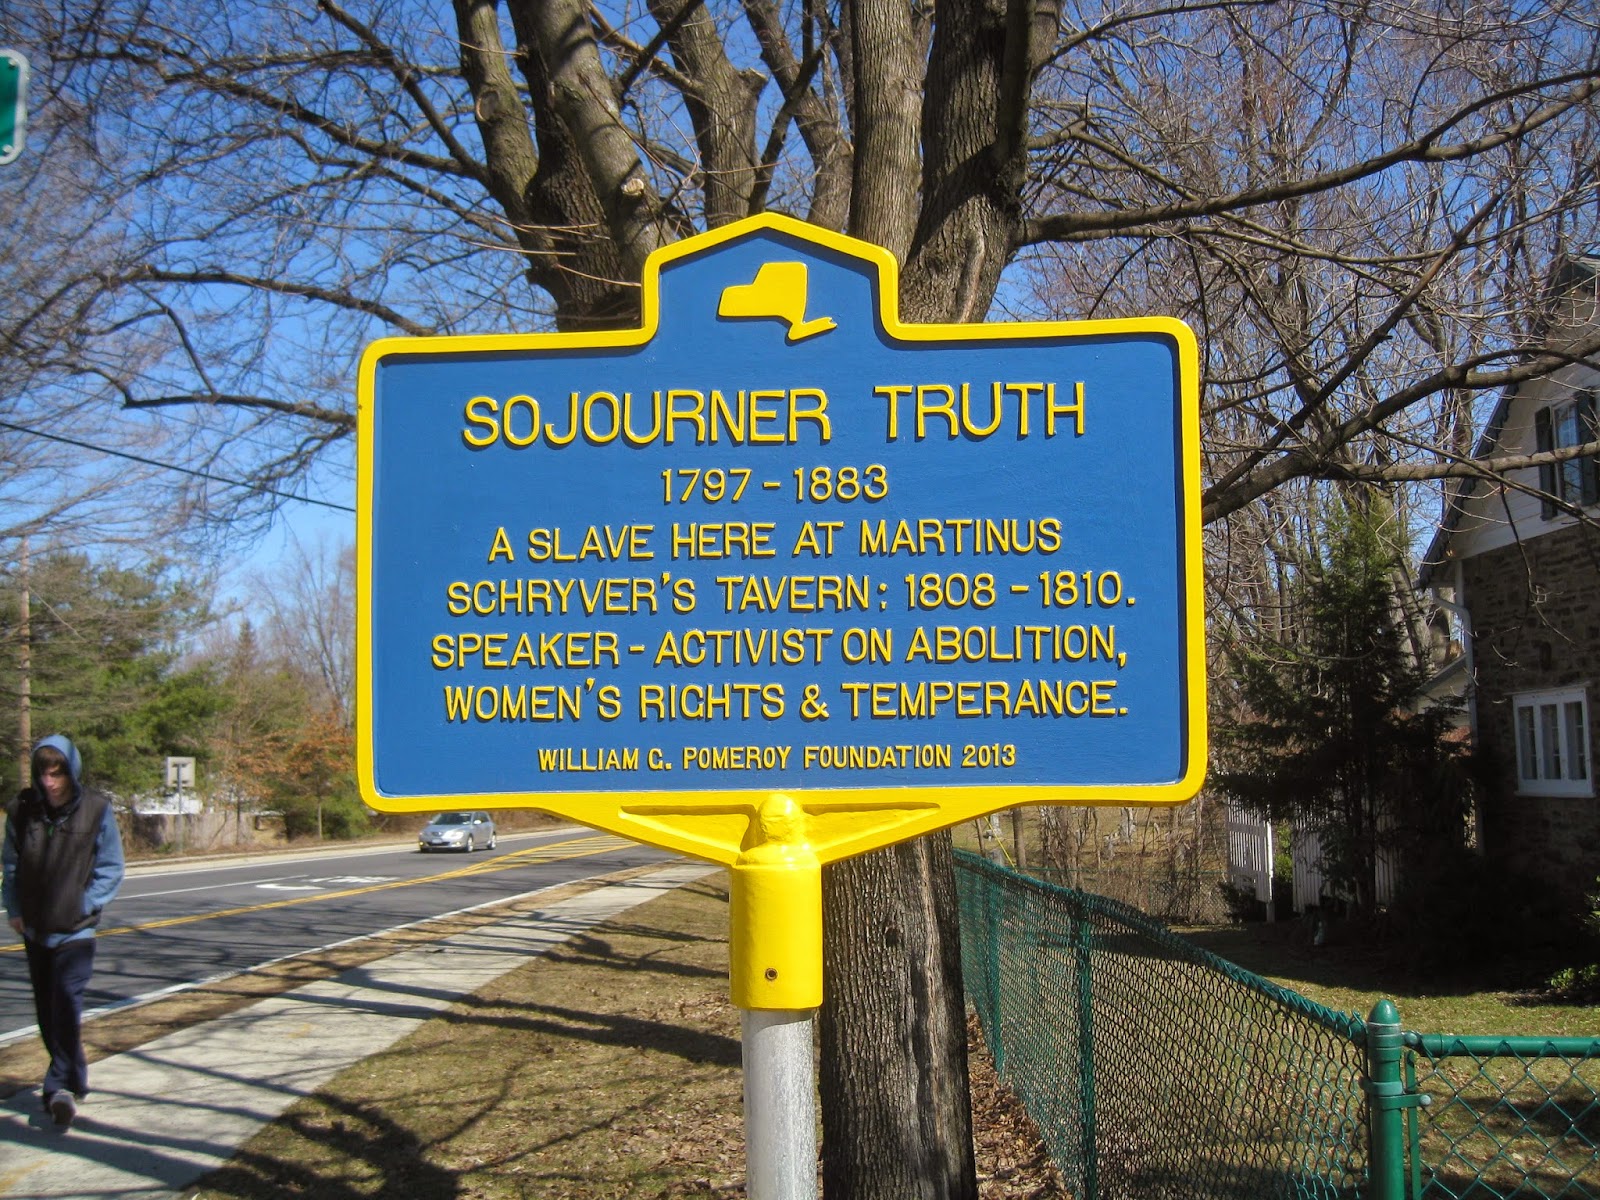 SOJOURNER TRUTH
1797 - 1883
A SLAVE HERE AT MARTINUS
SCHRYVER'S TAVERN: 1808 - 1810.
SPEAKER - ACTIVIST ON ABOLITION,
WOMEN'S RIGHTS & TEMPERANCE.
WILLIAM G. POMEROY FOUNDATION 2013